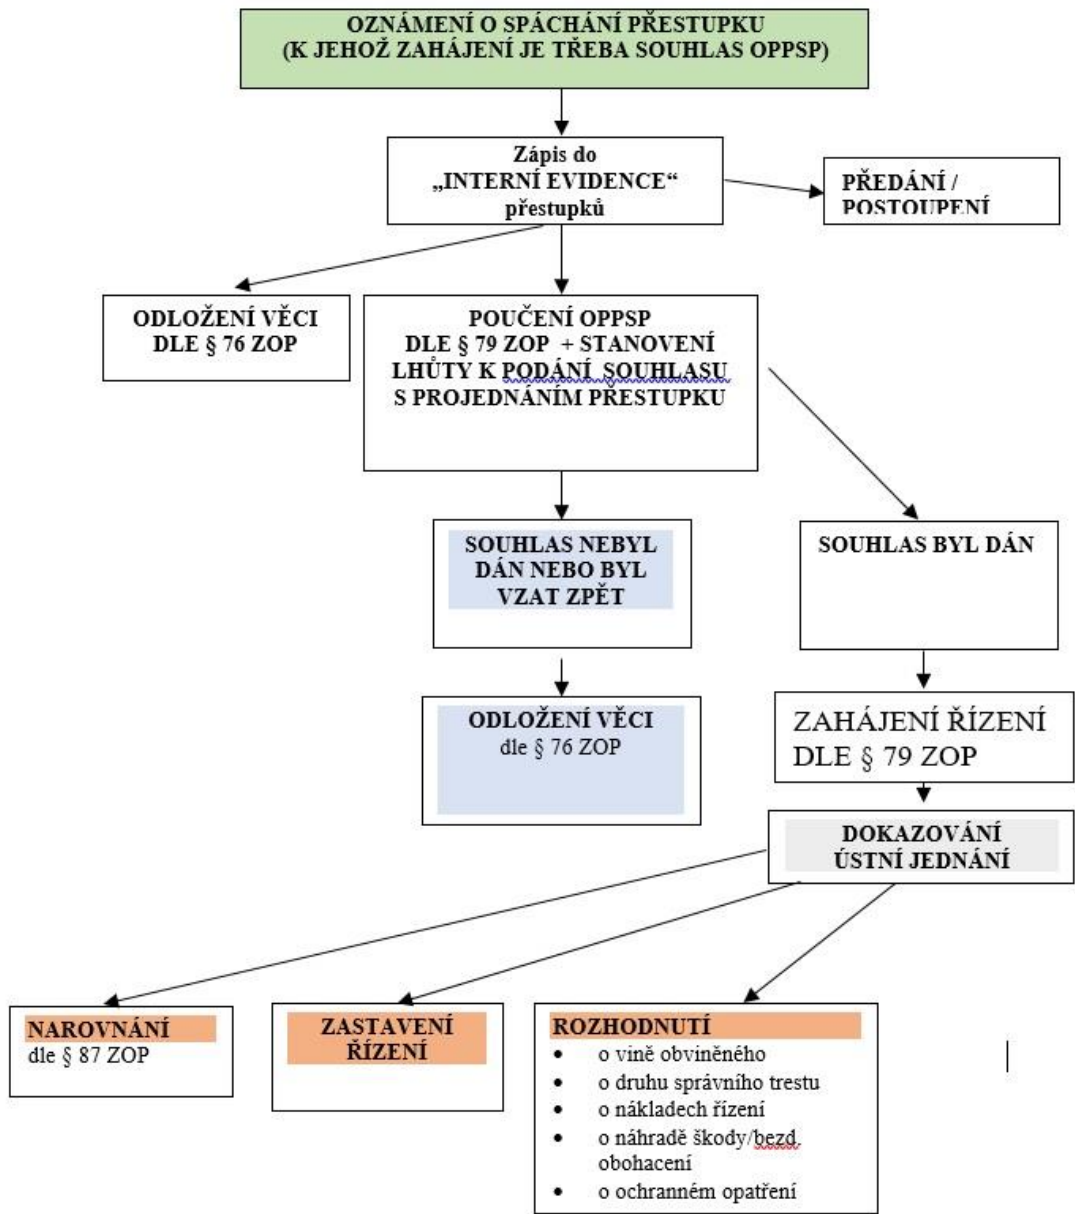 OZNÁMENÍ O SPÁCHÁNÍ PŘESTUPKU
(K JEHOŽ ZAHÁJENÍ JE TŘEBA SOUHLAS OPPSP)
Zápis do
„INTERNÍ EVIDENCE“
přestupků
PŘEDÁNÍ /
POSTOUPENÍ
ODLOŽENÍ VĚCI
DLE § 76 ZOP
POUČENÍ OPPSP
DLE § 79 ZOP + STANOVENÍ
LHŮTY K PODÁNÍ SOUHLASU
S PROJEDNÁNÍM PŘESTUPKU
SOUHLAS NEBYL
DÁN NEBO BYL
VZAT ZPĚT
SOUHLAS BYL DÁN
ODLOŽENÍ VĚCI
dle § 76 ZOP
ZAHÁJENÍ ŘÍZENÍ
DLE § 79 ZOP
DOKAZOVÁNÍ
ÚSTNÍ JEDNÁNÍ
NAROVNÁNÍ
dle § 87 ZOP
ZASTAVENÍ
ŘÍZENÍ
ROZHODNUTÍ
• o vině obviněného
• o druhu správního trestu
• o nákladech řízení
• o náhradě škody/bezd.
obohacení
• o ochranném opatření